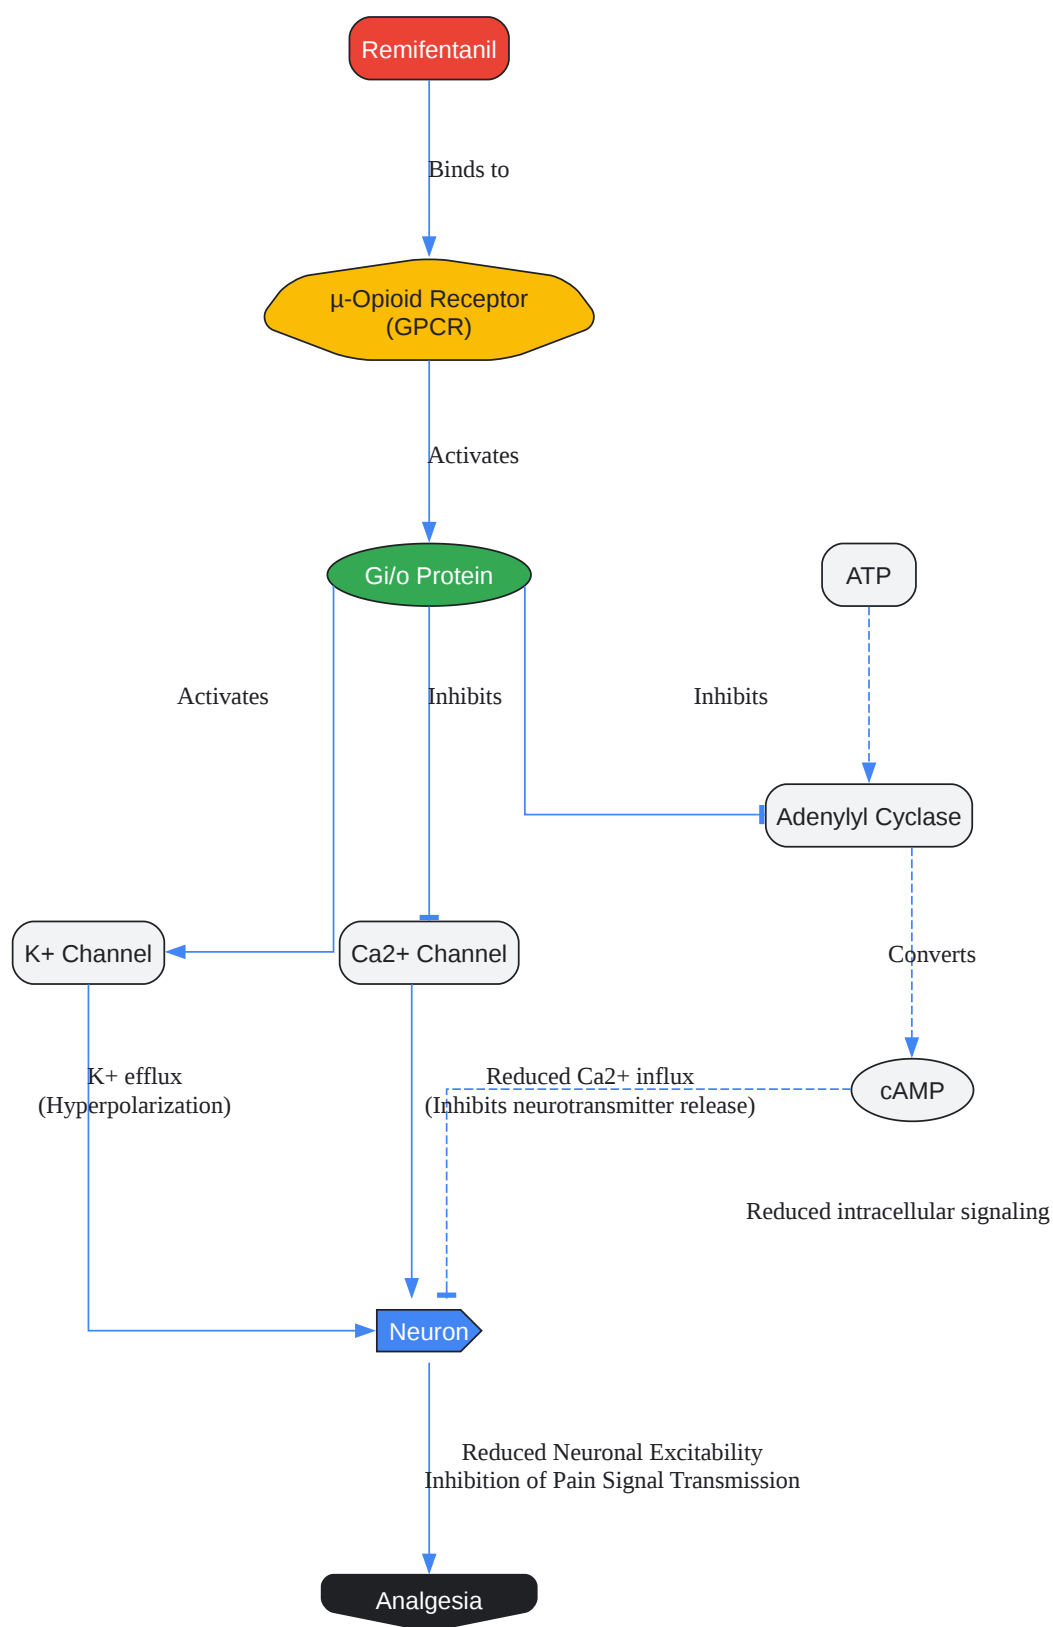 Remifentanil
Binds to
µ-Opioid Receptor
(GPCR)
Activates
Gi/o Protein
ATP
Activates
Inhibits
Inhibits
Adenylyl Cyclase
K+ Channel
Ca2+ Channel
Converts
K+ efflux
(Hyperpolarization)
Reduced Ca2+ influx
(Inhibits neurotransmitter release)
cAMP
Reduced intracellular signaling
Neuron
Reduced Neuronal Excitability
Inhibition of Pain Signal Transmission
Analgesia